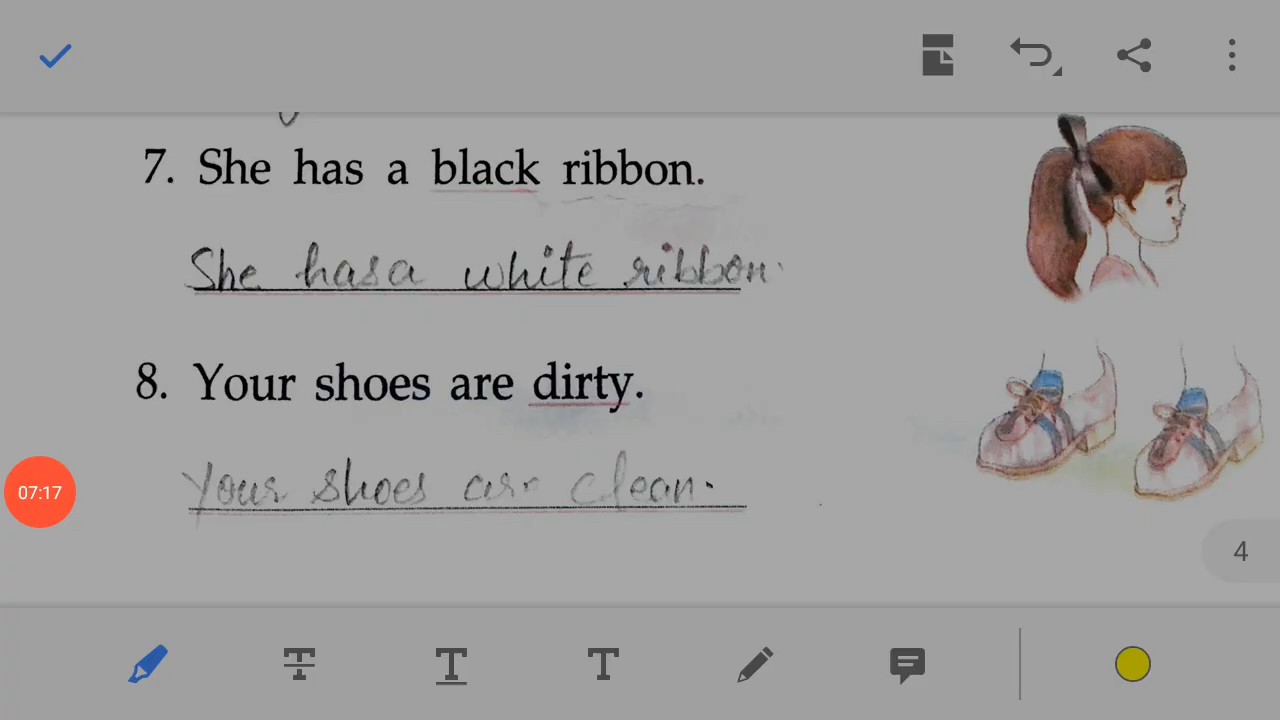 7. She has a black ribbon.
She has a white ribbon.
8. Your shoes are dirty.
Your shoes are clean.
07:17
4